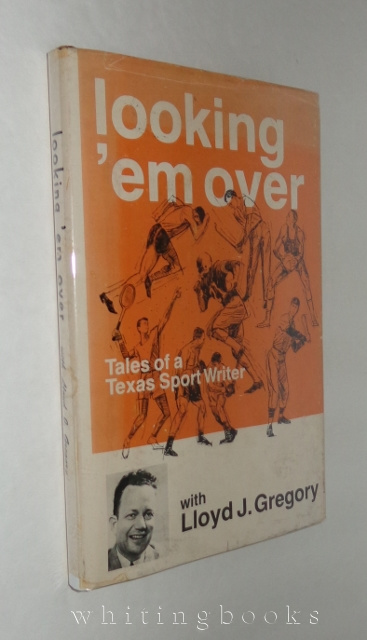 looking
'em over
Tales of a
Texas Sport Writer
with
Lloyd J. Gregory
looking 'em over
whitingbooks